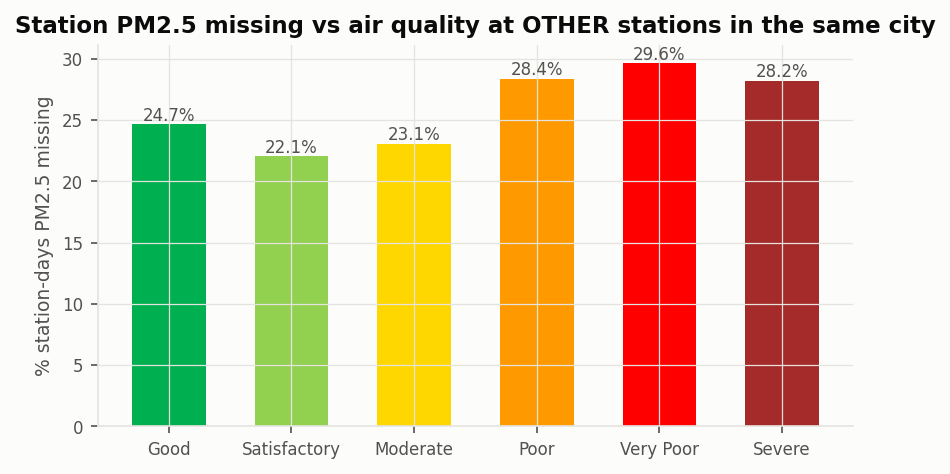 Station PM2.5 missing vs air quality at OTHER stations in the same city
% station-days PM2.5 missing
30
25
20
15
10
5
0
24.7%
22.1%
23.1%
28.4%
29.6%
28.2%
Good
Satisfactory
Moderate
Poor
Very Poor
Severe